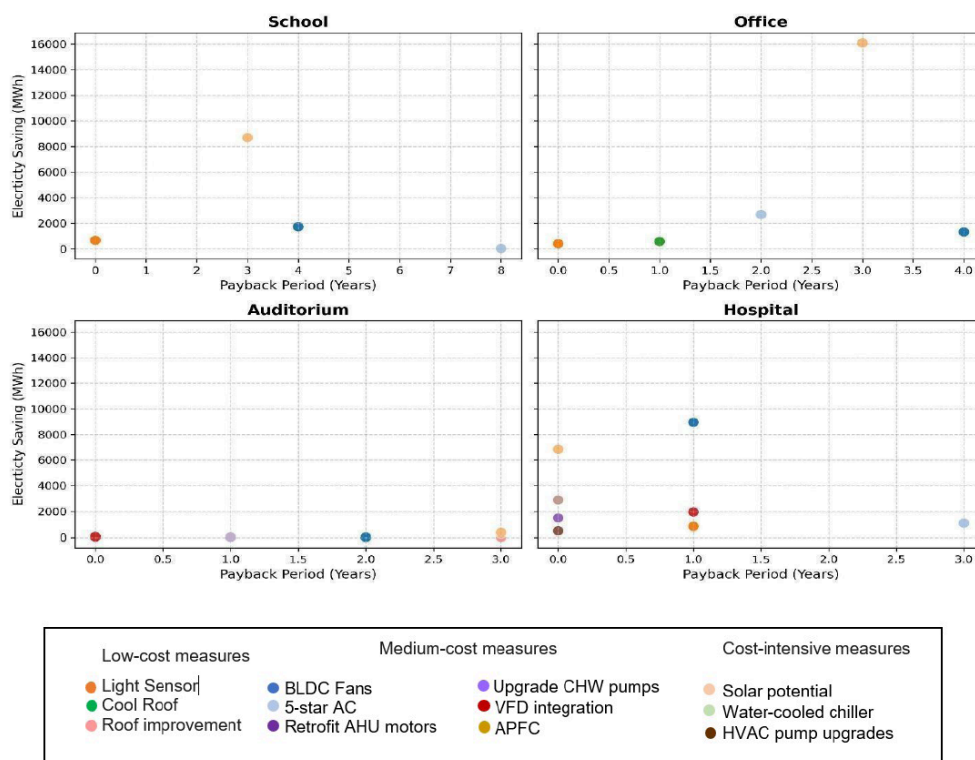 School
Office
16000
14000
12000
10000
8000
6000
4000
2000
0
Elecrticty Saving (MWh)
0 1 2 3 4 5 6 7 8
Payback Period (Years)
0.0 0.5 1.0 1.5 2.0 2.5 3.0 3.5 4.0
Payback Period (Years)
Auditorium
Hospital
16000
14000
12000
10000
8000
6000
4000
2000
0
Elecrticty Saving (MWh)
0.0 0.5 1.0 1.5 2.0 2.5 3.0
Payback Period (Years)
0.0 0.5 1.0 1.5 2.0 2.5 3.0
Payback Period (Years)
Low-cost measures
Light Sensor
Cool Roof
Roof improvement
Medium-cost measures
BLDC Fans
5-star AC
Retrofit AHU motors
Upgrade CHW pumps
VFD integration
APFC
Cost-intensive measures
Solar potential
Water-cooled chiller
HVAC pump upgrades